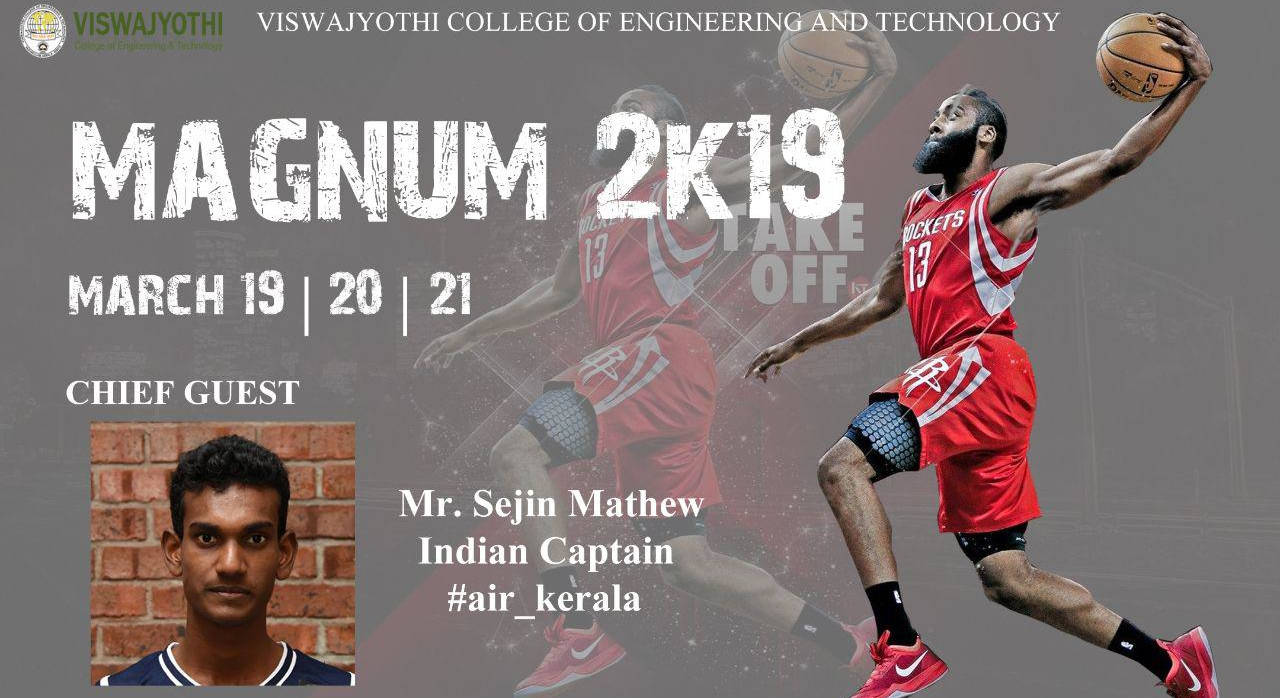 VISWAJYOTHI
College of Engineering & Technology
VISWAJYOTHI COLLEGE OF ENGINEERING AND TECHNOLOGY
MAGNUM 2K19
TAKE
OFF
MARCH 19 | 20 | 21
ROCKETS
13
ROCKETS
13
CHIEF GUEST
Mr. Sejin Mathew
Indian Captain
#air_kerala